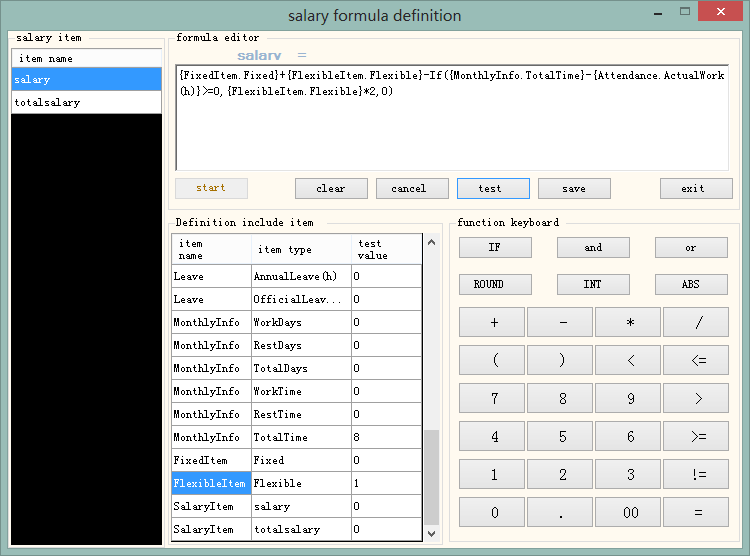 salary formula definition
salary item
item name
salary
totalsalary
formula editor
salary =
{FixedItem.Fixed}+{FlexibleItem.Flexible}-If({MonthlyInfo.TotalTime}-{Attendance.ActualWork
(h)}>=0,{FlexibleItem.Flexible}*2,0)
start clear cancel test save exit
Definition include item
item name item type test value
Leave AnnualLeave(h) 0
Leave OfficialLeav... 0
MonthlyInfo WorkDays 0
MonthlyInfo RestDays 0
MonthlyInfo TotalDays 0
MonthlyInfo WorkTime 0
MonthlyInfo RestTime 0
MonthlyInfo TotalTime 8
FixedItem Fixed 0
FlexibleItem Flexible 1
SalaryItem salary 0
SalaryItem totalsalary 0
function keyboard
IF and or
ROUND INT ABS
+ - * /
( ) < <=
7 8 9 >
4 5 6 >=
1 2 3 !=
0 . 00 =